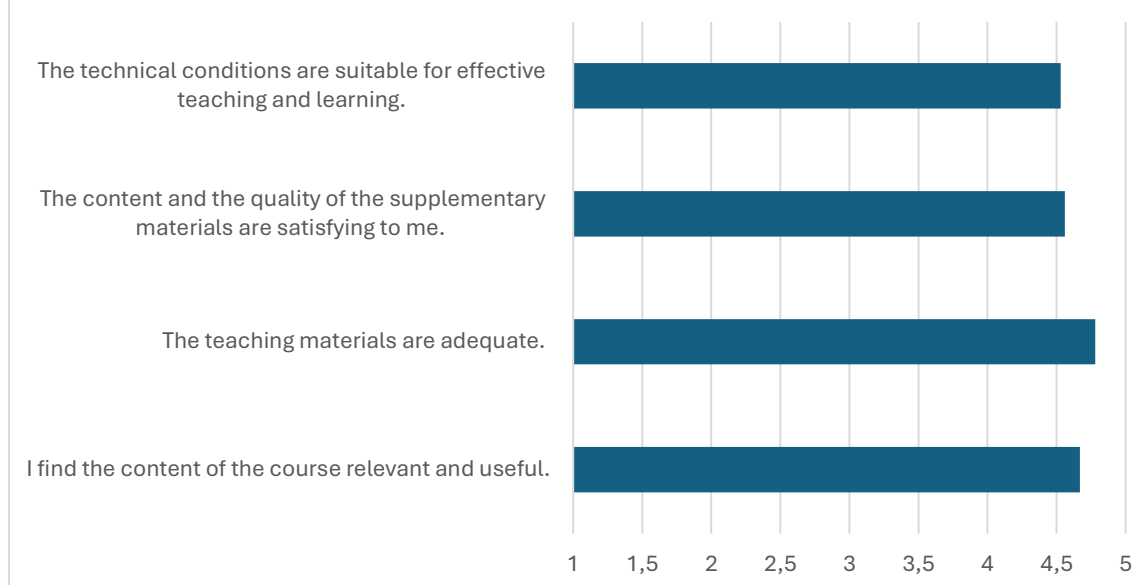 The technical conditions are suitable for effective
teaching and learning.
The content and the quality of the supplementary
materials are satisfying to me.
The teaching materials are adequate.
I find the content of the course relevant and useful.
1 1,5 2 2,5 3 3,5 4 4,5 5